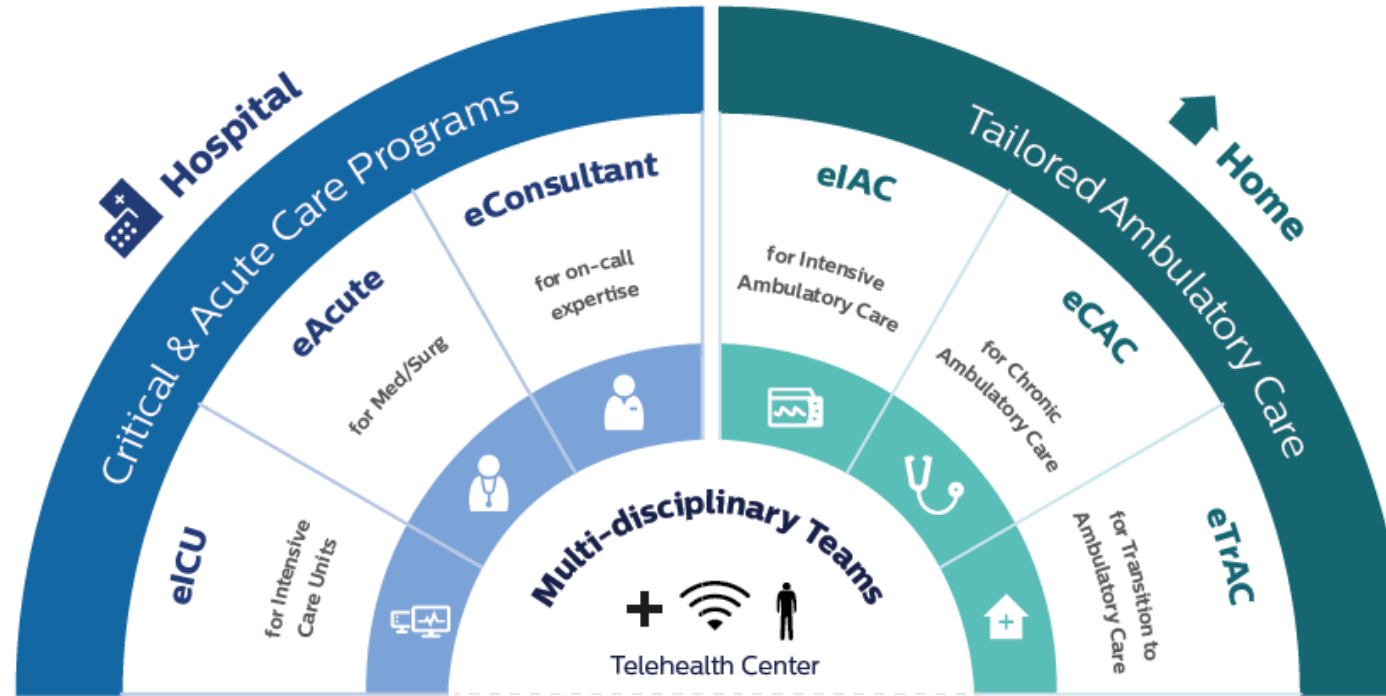 Hospital
Critical & Acute Care Programs
eICU
for Intensive
Care Units
eAcute
for Med/Surg
eConsultant
for on-call
expertise
Home
Tailored Ambulatory Care
eIAC
for Intensive
Ambulatory Care
eCAC
for Chronic
Ambulatory Care
eTrAC
for Transition to
Ambulatory Care
Multi-disciplinary Teams
Telehealth Center